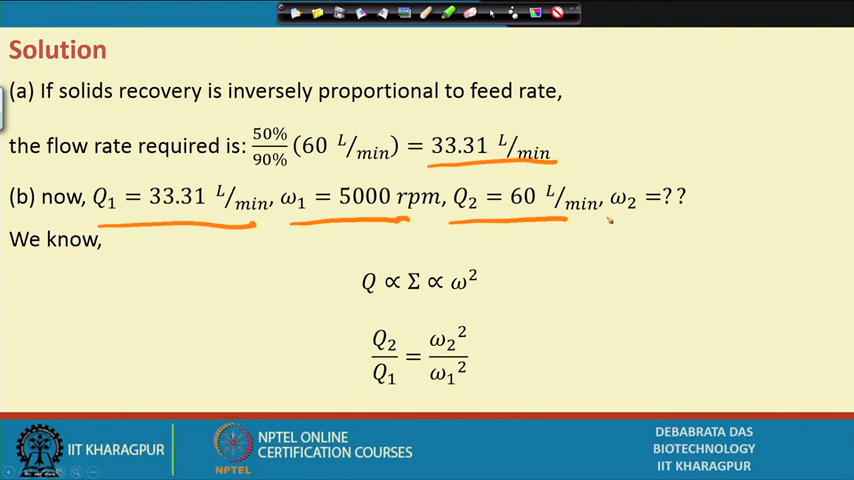 Solution
(a) If solids recovery is inversely proportional to feed rate,
the flow rate required is: 50%/90% (60 L/min) = 33.31 L/min
(b) now, Q₁ = 33.31 L/min, ω₁ = 5000 rpm, Q₂ = 60 L/min, ω₂ =??
We know,
Q ∝ Σ ∝ ω²
Q₂/Q₁ = ω₂²/ω₁²
IIT KHARAGPUR
NPTEL
NPTEL ONLINE
CERTIFICATION COURSES
DEBABRATA DAS
BIOTECHNOLOGY
IIT KHARAGPUR